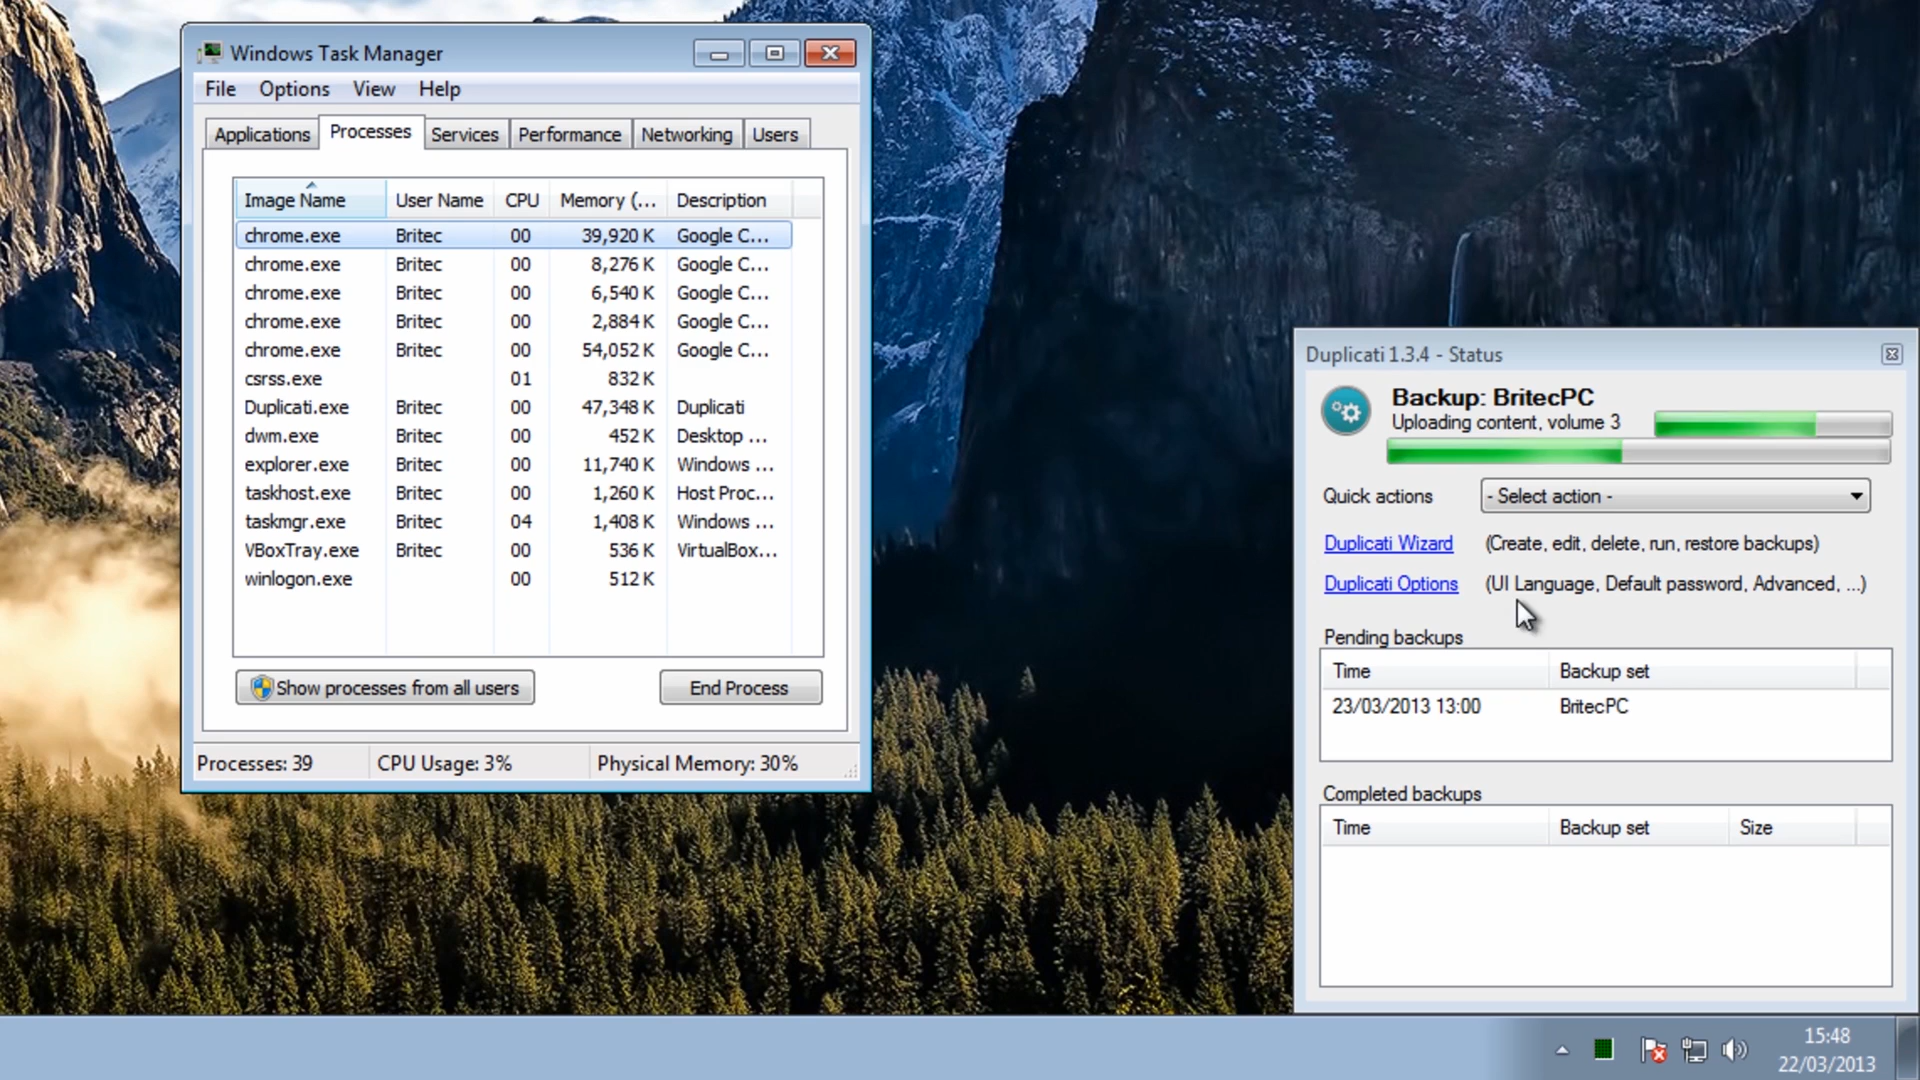 Windows Task Manager
File Options View Help
Applications Processes Services Performance Networking Users
Image Name User Name CPU Memory (... Description
chrome.exe Britec 00 39,920 K Google C...
chrome.exe Britec 00 8,276 K Google C...
chrome.exe Britec 00 6,540 K Google C...
chrome.exe Britec 00 2,884 K Google C...
chrome.exe Britec 00 54,052 K Google C...
csrss.exe 01 832 K
Duplicati.exe Britec 00 47,348 K Duplicati
dwm.exe Britec 00 452 K Desktop ...
explorer.exe Britec 00 11,740 K Windows ...
taskhost.exe Britec 00 1,260 K Host Proc...
taskmgr.exe Britec 04 1,408 K Windows ...
VBoxTray.exe Britec 00 536 K VirtualBox...
winlogon.exe 00 512 K
Show processes from all users End Process
Processes: 39 CPU Usage: 3% Physical Memory: 30%
Duplicati 1.3.4 - Status
Backup: BritecPC
Uploading content, volume 3
Quick actions - Select action -
Duplicati Wizard (Create, edit, delete, run, restore backups)
Duplicati Options (UI Language, Default password, Advanced, ...)
Pending backups
Time Backup set
23/03/2013 13:00 BritecPC
Completed backups
Time Backup set Size
15:48
22/03/2013